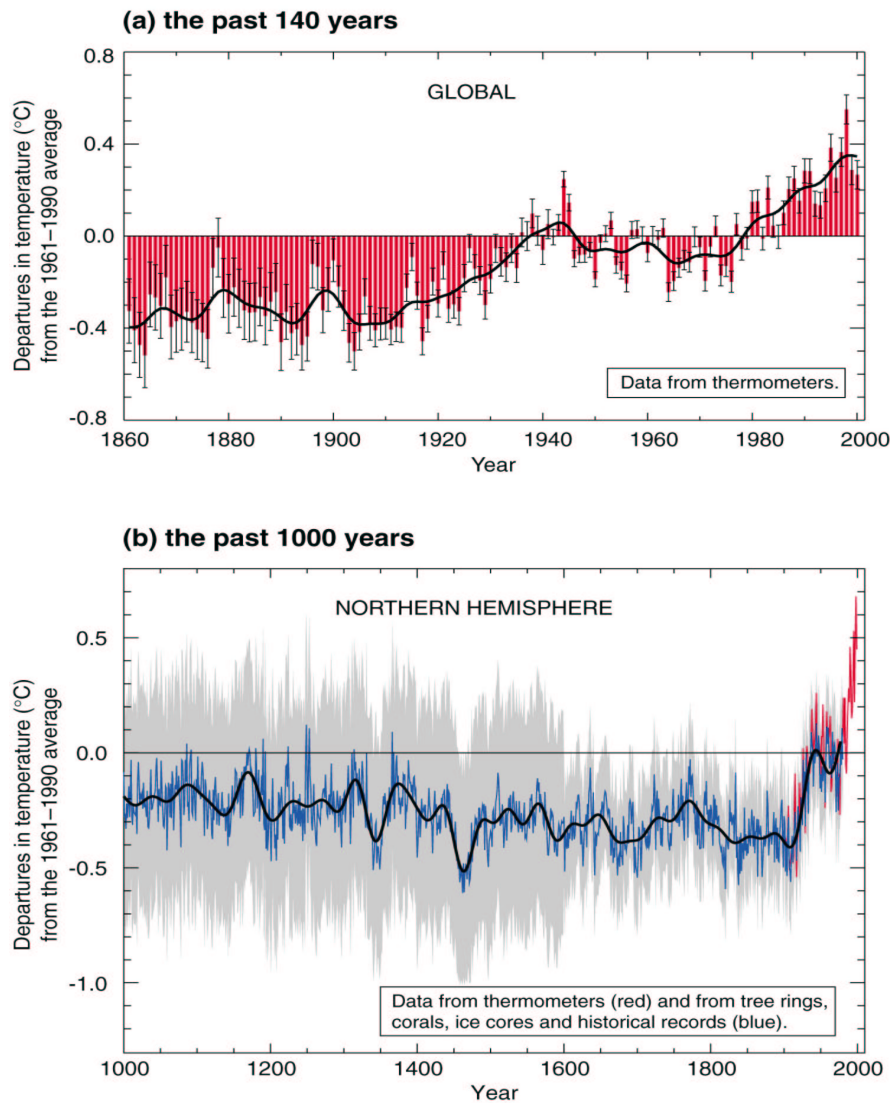 (a) the past 140 years
GLOBAL
Departures in temperature (°C)
from the 1961–1990 average
0.8
0.4
0.0
-0.4
-0.8
Data from thermometers.
1860
1880
1900
1920
1940
1960
1980
2000
Year
(b) the past 1000 years
NORTHERN HEMISPHERE
Departures in temperature (°C)
from the 1961–1990 average
0.5
0.0
-0.5
-1.0
Data from thermometers (red) and from tree rings,
corals, ice cores and historical records (blue).
1000
1200
1400
1600
1800
2000
Year